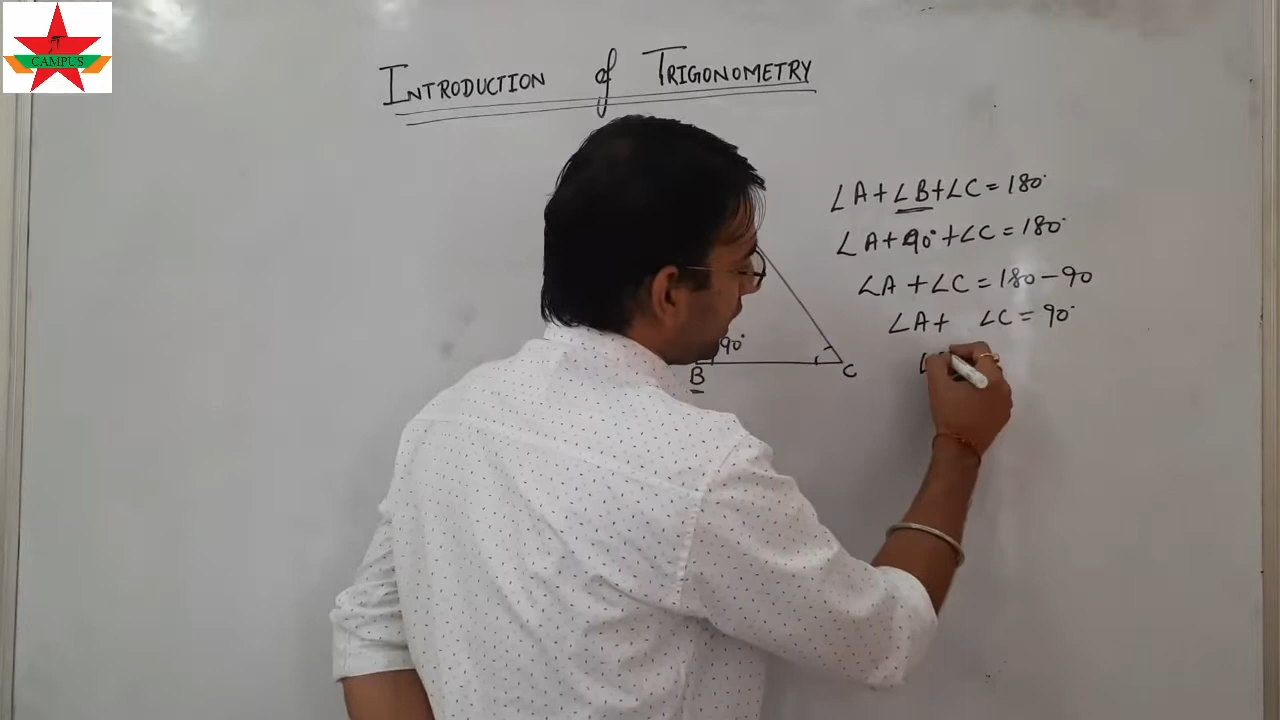 CAMPUS
INTRODUCTION of TRIGONOMETRY
∠A+∠B+∠C=180°
∠A+90°+∠C=180°
∠A+∠C=180-90
∠A+ ∠C=90°
90°
B
C